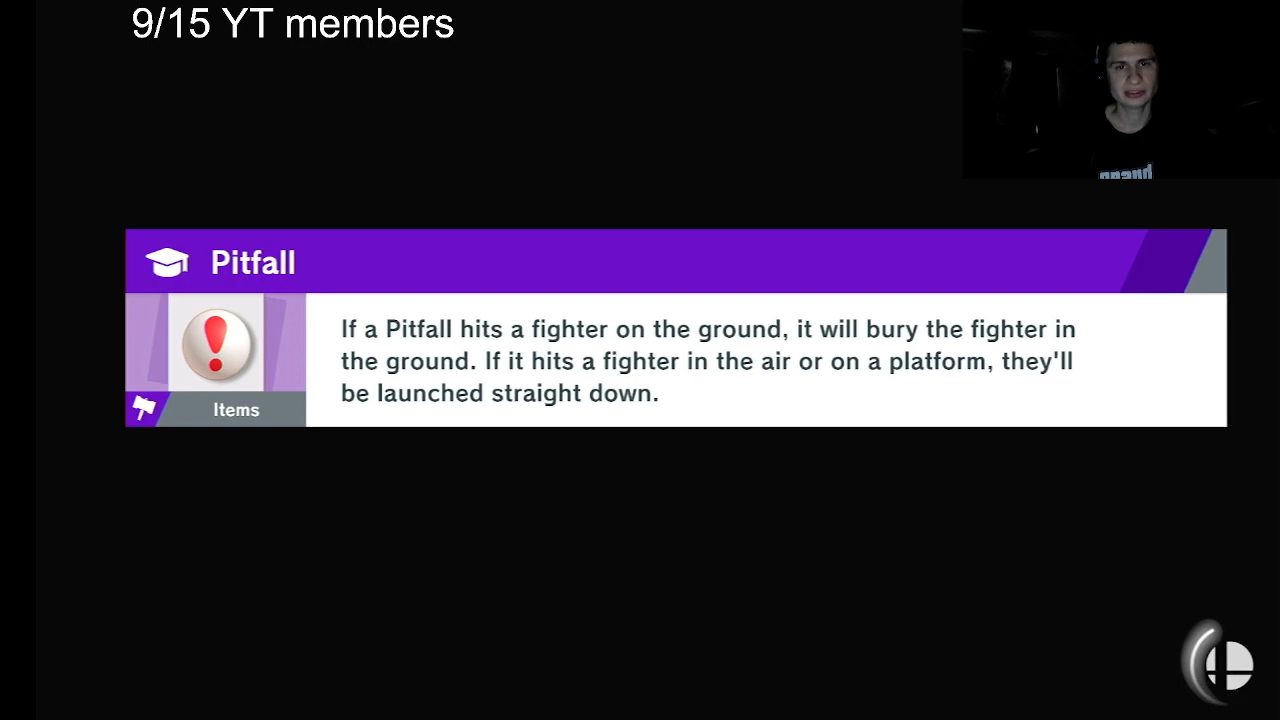 9/15 YT members
Pitfall
If a Pitfall hits a fighter on the ground, it will bury the fighter in
the ground. If it hits a fighter in the air or on a platform, they'll
be launched straight down.
Items